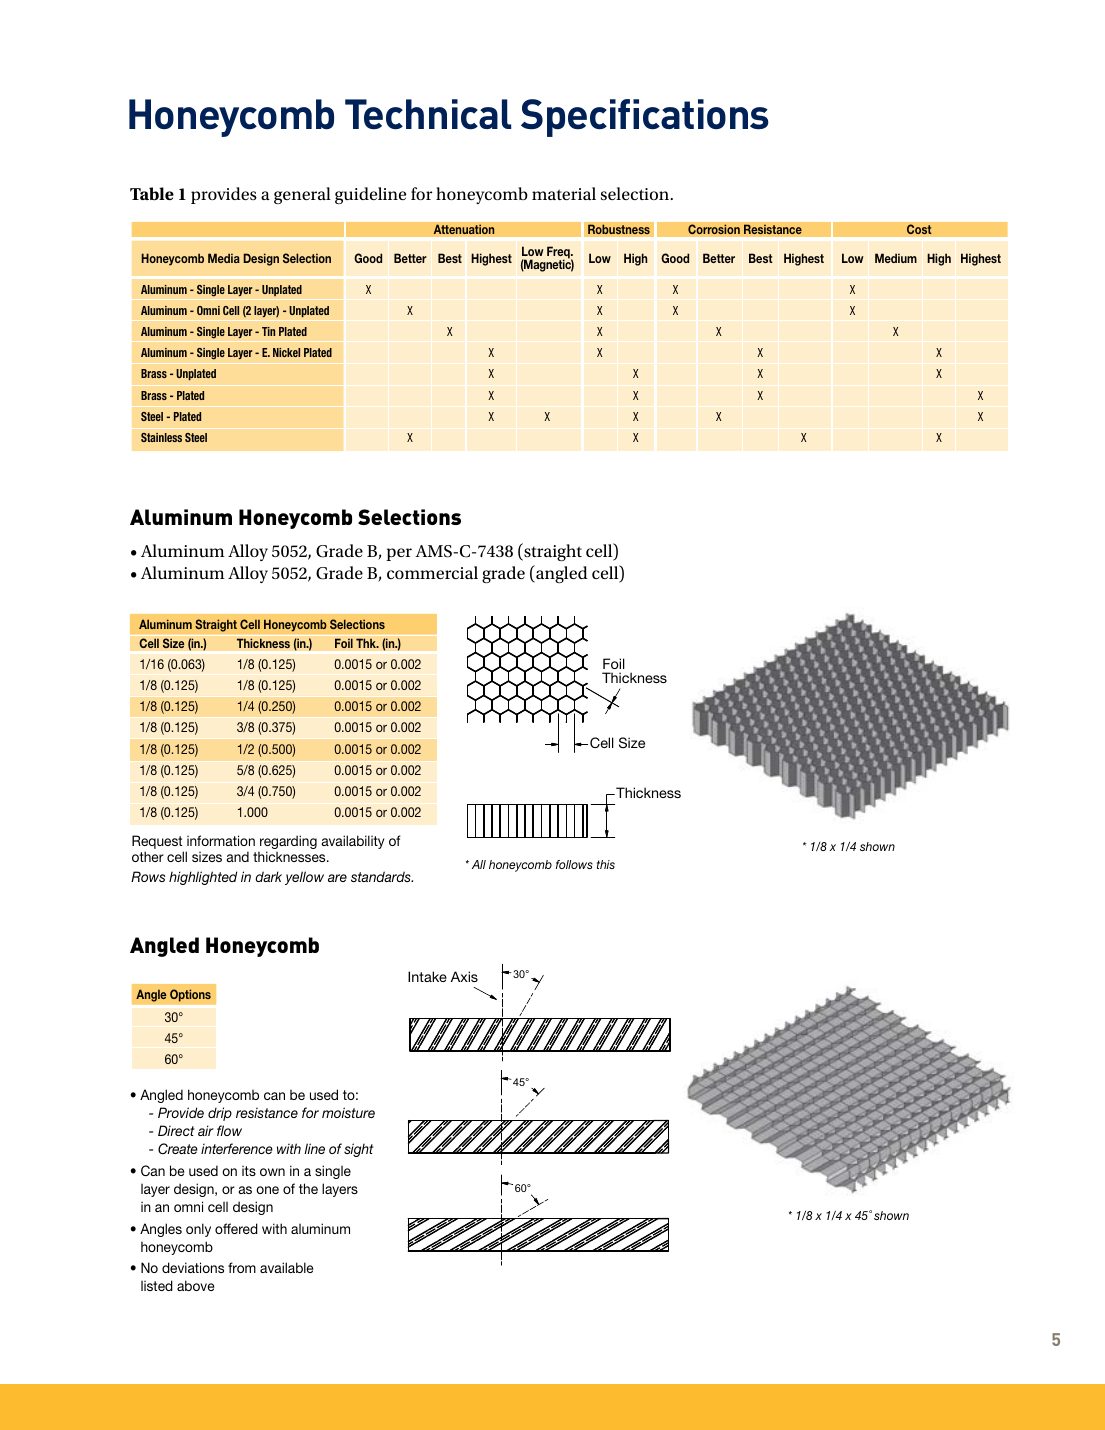 Honeycomb Technical Specifications
Table 1 provides a general guideline for honeycomb material selection.
Attenuation Robustness Corrosion Resistance Cost
Honeycomb Media Design Selection Good Better Best Highest Low Freq. (Magnetic) Low High Good Better Best Highest Low Medium High Highest
Aluminum - Single Layer - Unplated X X X X
Aluminum - Omni Cell (2 layer) - Unplated X X X X
Aluminum - Single Layer - Tin Plated X X X X
Aluminum - Single Layer - E. Nickel Plated X X X X
Brass - Unplated X X X X
Brass - Plated X X X X
Steel - Plated X X X X X
Stainless Steel X X X X
Aluminum Honeycomb Selections
• Aluminum Alloy 5052, Grade B, per AMS-C-7438 (straight cell)
• Aluminum Alloy 5052, Grade B, commercial grade (angled cell)
Aluminum Straight Cell Honeycomb Selections
Cell Size (in.) Thickness (in.) Foil Thk. (in.)
1/16 (0.063) 1/8 (0.125) 0.0015 or 0.002
1/8 (0.125) 1/8 (0.125) 0.0015 or 0.002
1/8 (0.125) 1/4 (0.250) 0.0015 or 0.002
1/8 (0.125) 3/8 (0.375) 0.0015 or 0.002
1/8 (0.125) 1/2 (0.500) 0.0015 or 0.002
1/8 (0.125) 5/8 (0.625) 0.0015 or 0.002
1/8 (0.125) 3/4 (0.750) 0.0015 or 0.002
1/8 (0.125) 1.000 0.0015 or 0.002
Request information regarding availability of
other cell sizes and thicknesses.
Rows highlighted in dark yellow are standards.
Foil
Thickness
Cell Size
Thickness
* All honeycomb follows this
* 1/8 x 1/4 shown
Angled Honeycomb
Angle Options
30°
45°
60°
• Angled honeycomb can be used to:
- Provide drip resistance for moisture
- Direct air flow
- Create interference with line of sight
• Can be used on its own in a single
layer design, or as one of the layers
in an omni cell design
• Angles only offered with aluminum
honeycomb
• No deviations from available
listed above
Intake Axis
30°
45°
60°
* 1/8 x 1/4 x 45° shown
5